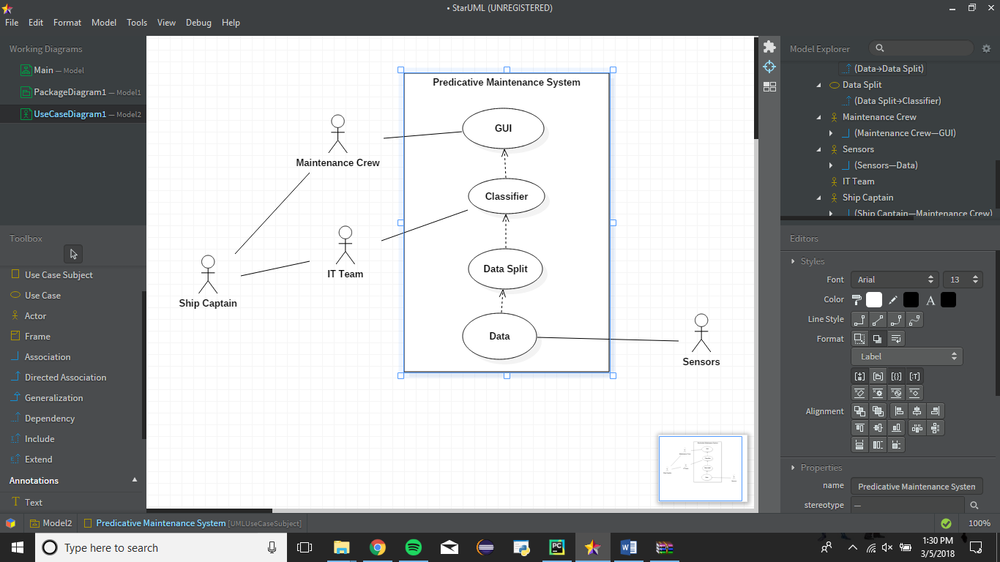 • StarUML (UNREGISTERED)
File Edit Format Model Tools View Debug Help
Working Diagrams
Main — Model
PackageDiagram1 — Model1
UseCaseDiagram1 — Model2
Toolbox
Use Case Subject
Use Case
Actor
Frame
Association
Directed Association
Generalization
Dependency
Include
Extend
Annotations
Text
Predicative Maintenance System
GUI
Maintenance Crew
Classifier
IT Team
Data Split
Ship Captain
Data
Sensors
Model Explorer
(Data→Data Split)
Data Split
(Data Split→Classifier)
Maintenance Crew
(Maintenance Crew—GUI)
Sensors
(Sensors—Data)
IT Team
Ship Captain
(Ship Captain—Maintenance Crew)
Editors
Styles
Font Arial 13
Color A
Line Style
Format
Label
Alignment
Properties
name Predicative Maintenance System
stereotype —
Model2 Predicative Maintenance System [UMLUseCaseSubject] 100%
Type here to search
PC
W
1:30 PM
3/5/2018